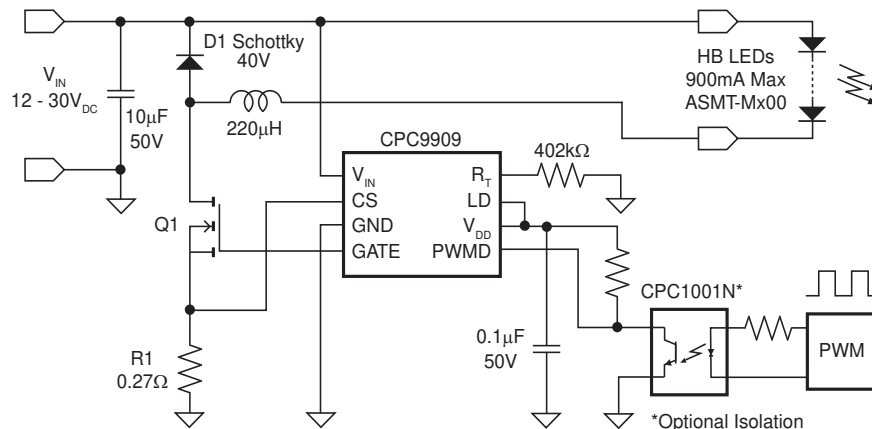 D1 Schottky
40V
V_IN
12 - 30V_DC
10μF
50V
220μH
HB LEDs
900mA Max
ASMT-Mx00
CPC9909
402kΩ
V_IN
R_T
CS
LD
GND
V_DD
GATE
PWMD
Q1
CPC1001N*
0.1μF
50V
PWM
R1
0.27Ω
*Optional Isolation